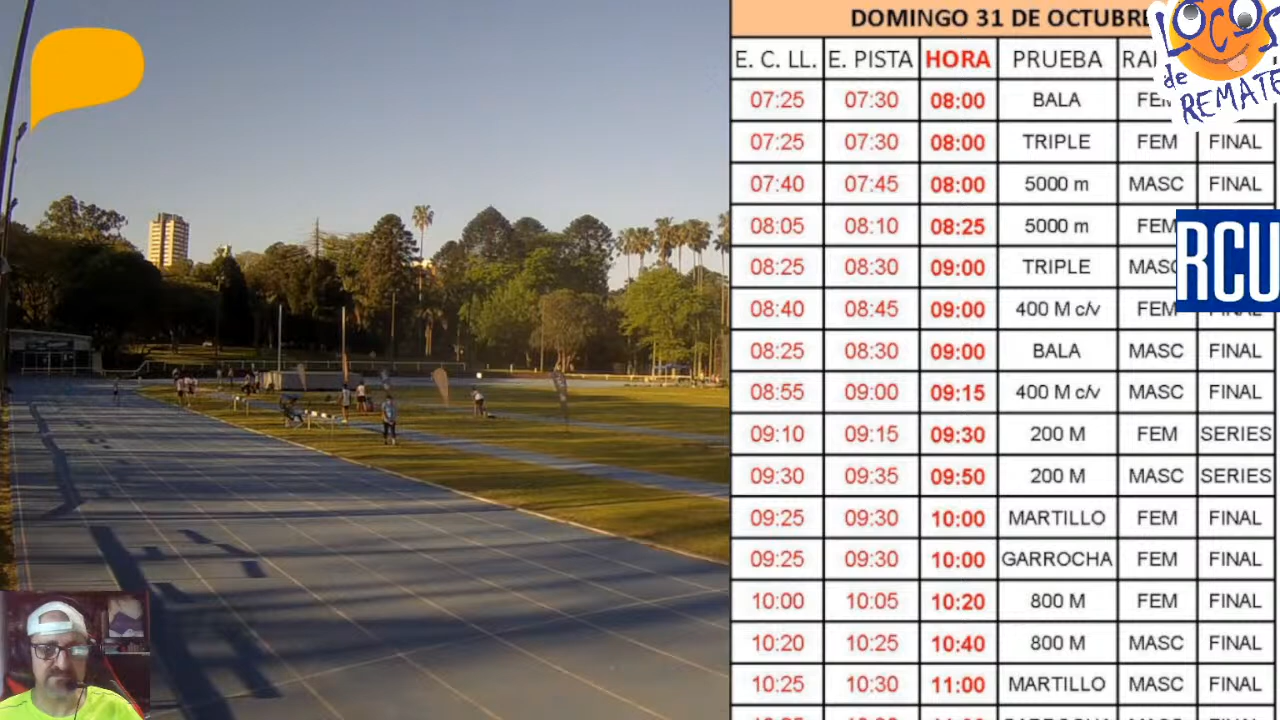 DOMINGO 31 DE OCTUBRE
LOCOS
de
REMATE
E. C. LL. E. PISTA HORA PRUEBA
07:25 07:30 08:00 BALA FEM
07:25 07:30 08:00 TRIPLE FEM FINAL
07:40 07:45 08:00 5000 m MASC FINAL
08:05 08:10 08:25 5000 m FEM
RCU
08:25 08:30 09:00 TRIPLE MASC
08:40 08:45 09:00 400 M c/v FEM FINAL
08:25 08:30 09:00 BALA MASC FINAL
08:55 09:00 09:15 400 M c/v MASC FINAL
09:10 09:15 09:30 200 M FEM SERIES
09:30 09:35 09:50 200 M MASC SERIES
09:25 09:30 10:00 MARTILLO FEM FINAL
09:25 09:30 10:00 GARROCHA FEM FINAL
10:00 10:05 10:20 800 M FEM FINAL
10:20 10:25 10:40 800 M MASC FINAL
10:25 10:30 11:00 MARTILLO MASC FINAL